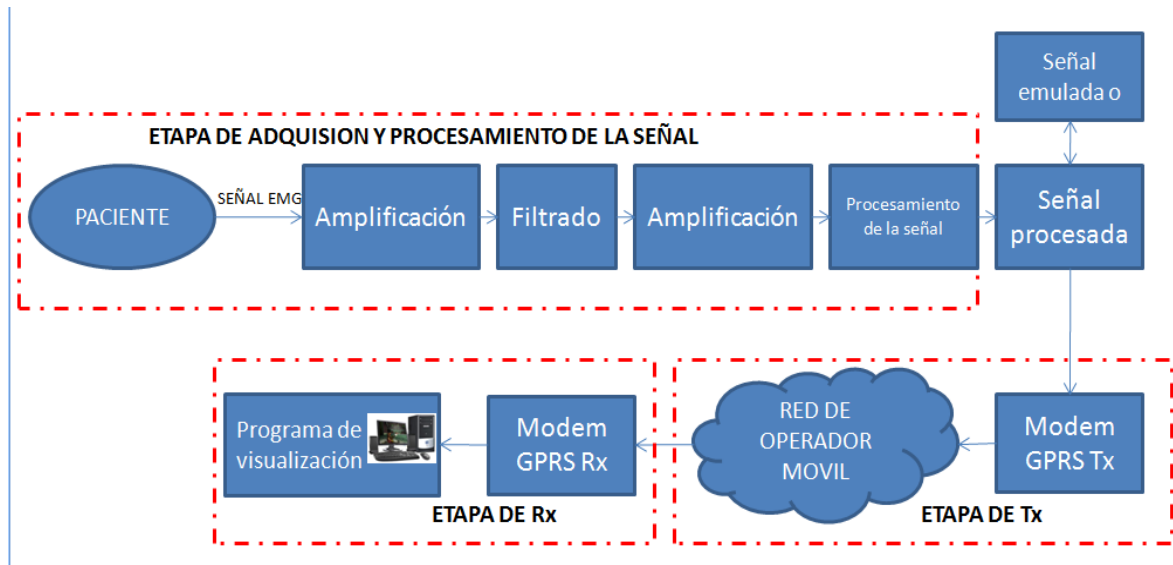 Señal
emulada o
ETAPA DE ADQUISION Y PROCESAMIENTO DE LA SEÑAL
PACIENTE
SEÑAL EMG
Amplificación
Filtrado
Amplificación
Procesamiento
de la señal
Señal
procesada
Programa de
visualización
Modem
GPRS Rx
RED DE
OPERADOR
MOVIL
Modem
GPRS Tx
ETAPA DE Rx
ETAPA DE Tx